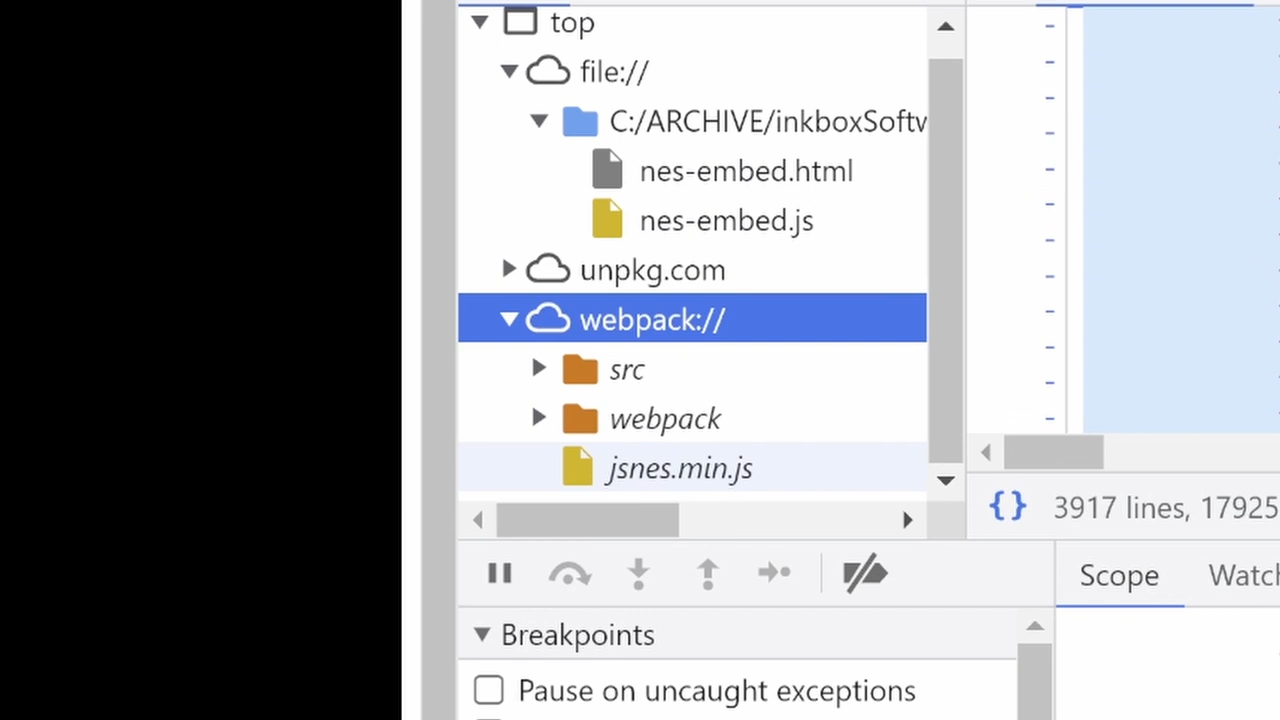 top
file://
C:/ARCHIVE/inkboxSoftw
nes-embed.html
nes-embed.js
unpkg.com
webpack://
src
webpack
jsnes.min.js
{} 3917 lines, 17925
Scope Watch
Breakpoints
Pause on uncaught exceptions